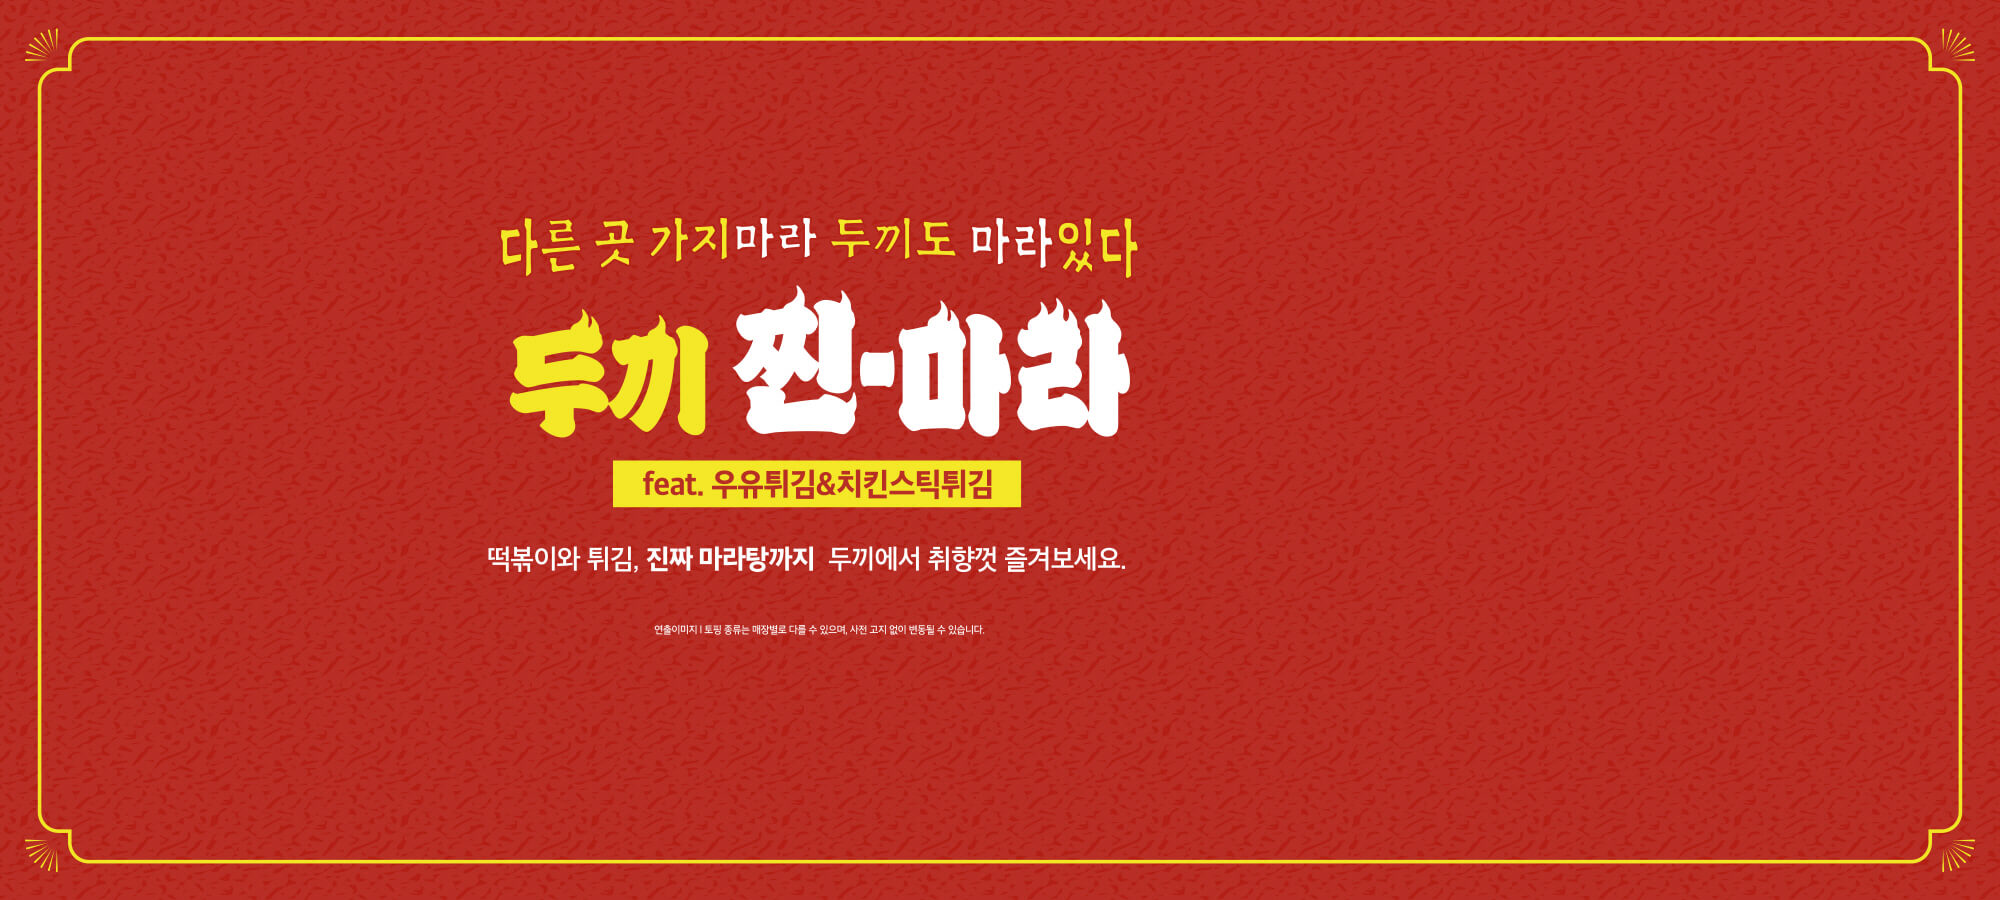 다른 곳 가지마라 두끼도 마라있다
두끼 찐-마라
feat. 우유튀김&치킨스틱튀김
떡볶이와 튀김, 진짜 마라탕까지 두끼에서 취향껏 즐겨보세요.
연출이미지 l 토핑 종류는 매장별로 다를 수 있으며, 사전 고지 없이 변동될 수 있습니다.